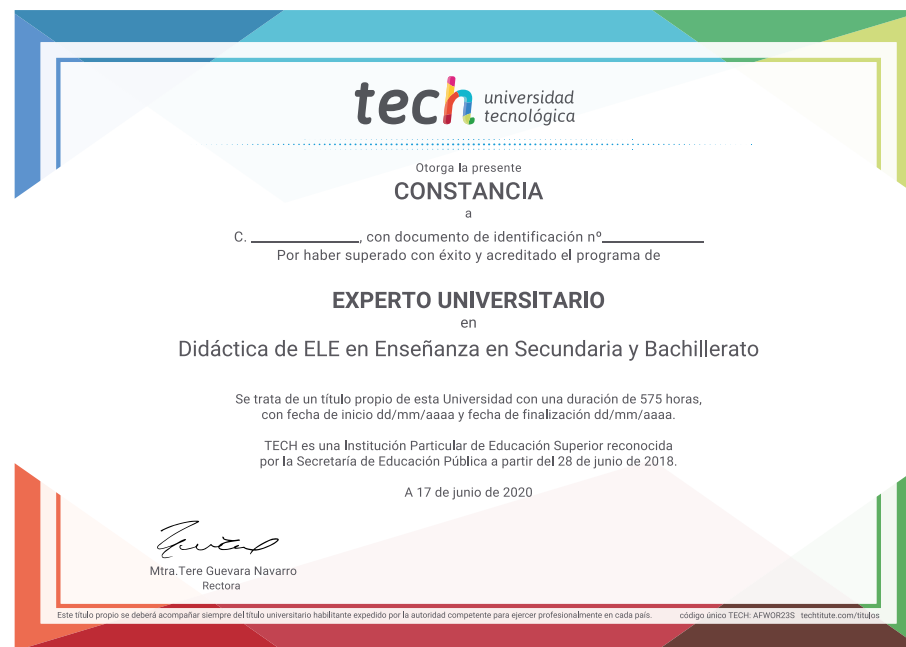 tech universidad
tecnológica
Otorga la presente
CONSTANCIA
a
C. ______________, con documento de identificación nº_____________
Por haber superado con éxito y acreditado el programa de
EXPERTO UNIVERSITARIO
en
Didáctica de ELE en Enseñanza en Secundaria y Bachillerato
Se trata de un título propio de esta Universidad con una duración de 575 horas,
con fecha de inicio dd/mm/aaaa y fecha de finalización dd/mm/aaaa.
TECH es una Institución Particular de Educación Superior reconocida
por la Secretaría de Educación Pública a partir del 28 de junio de 2018.
A 17 de junio de 2020
Mtra.Tere Guevara Navarro
Rectora
Este título propio se deberá acompañar siempre del título universitario habilitante expedido por la autoridad competente para ejercer profesionalmente en cada país. código único TECH: AFWOR23S techtitute.com/titulos